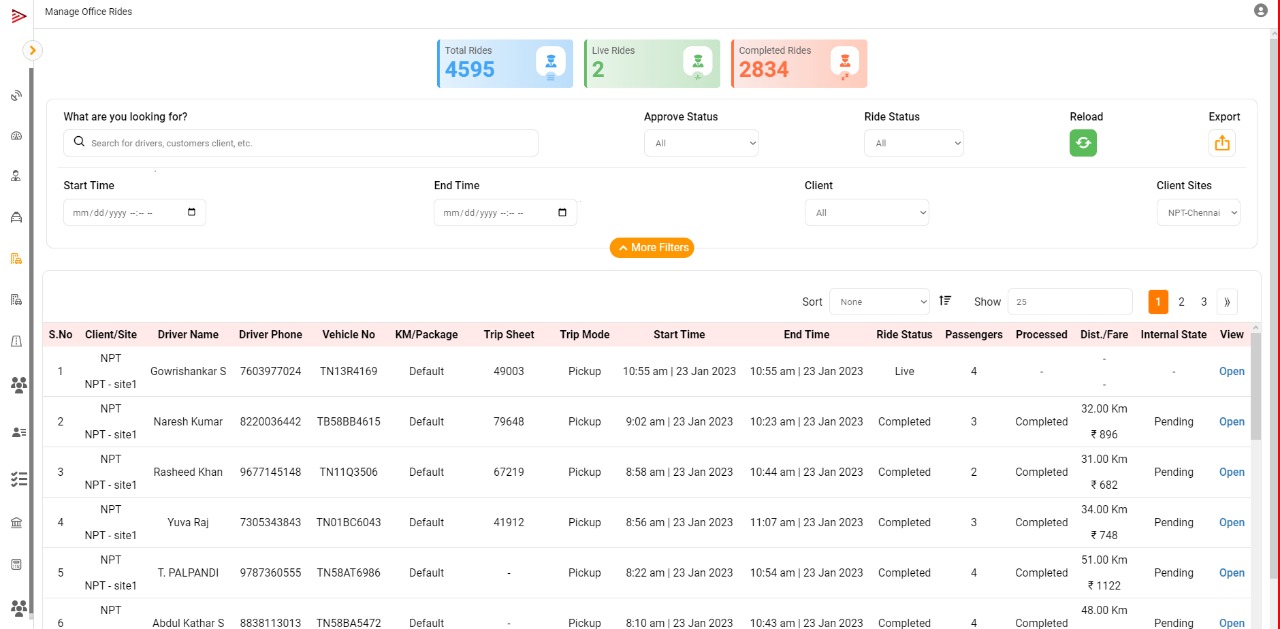 Manage Office Rides
Total Rides
4595
Live Rides
2
Completed Rides
2834
What are you looking for?
Search for drivers, customers client, etc.
Approve Status
All
Ride Status
All
Reload
Export
Start Time
mm/dd/yyyy --:-- --
End Time
mm/dd/yyyy --:-- --
Client
All
Client Sites
NPT-Chennai
More Filters
Sort None Show 25 1 2 3 »
S.No Client/Site Driver Name Driver Phone Vehicle No KM/Package Trip Sheet Trip Mode Start Time End Time Ride Status Passengers Processed Dist./Fare Internal State View
1 NPT NPT - site1 Gowrishankar S 7603977024 TN13R4169 Default 49003 Pickup 10:55 am | 23 Jan 2023 10:55 am | 23 Jan 2023 Live 4 - - - - Open
2 NPT NPT - site1 Naresh Kumar 8220036442 TB58BB4615 Default 79648 Pickup 9:02 am | 23 Jan 2023 10:23 am | 23 Jan 2023 Completed 3 Completed 32.00 Km ₹ 896 Pending Open
3 NPT NPT - site1 Rasheed Khan 9677145148 TN11Q3506 Default 67219 Pickup 8:58 am | 23 Jan 2023 10:44 am | 23 Jan 2023 Completed 2 Completed 31.00 Km ₹ 682 Pending Open
4 NPT NPT - site1 Yuva Raj 7305343843 TN01BC6043 Default 41912 Pickup 8:56 am | 23 Jan 2023 11:07 am | 23 Jan 2023 Completed 3 Completed 34.00 Km ₹ 748 Pending Open
5 NPT NPT - site1 T. PALPANDI 9787360555 TN58AT6986 Default - Pickup 8:22 am | 23 Jan 2023 10:54 am | 23 Jan 2023 Completed 4 Completed 51.00 Km ₹ 1122 Pending Open
6 NPT Abdul Kathar S 8838113013 TN58BA5472 Default - Pickup 8:10 am | 23 Jan 2023 10:43 am | 23 Jan 2023 Completed 4 Completed 48.00 Km Pending Open